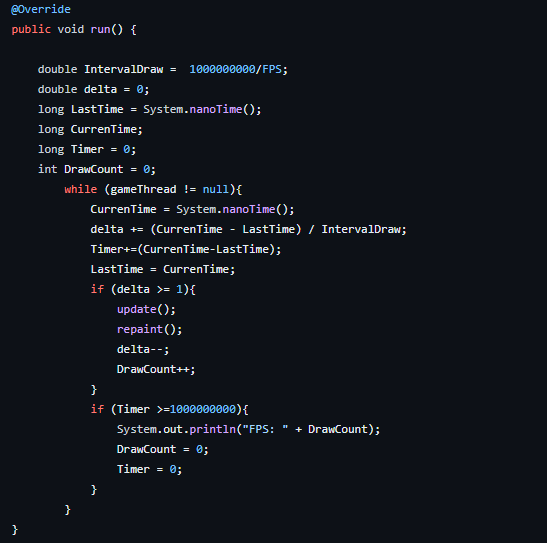 @Override
public void run() {
double IntervalDraw =  1000000000/FPS;
double delta = 0;
long LastTime = System.nanoTime();
long CurrenTime;
long Timer = 0;
int DrawCount = 0;
while (gameThread != null){
CurrenTime = System.nanoTime();
delta += (CurrenTime - LastTime) / IntervalDraw;
Timer+=(CurrenTime-LastTime);
LastTime = CurrenTime;
if (delta >= 1){
update();
repaint();
delta--;
DrawCount++;
}
if (Timer >=1000000000){
System.out.println("FPS: " + DrawCount);
DrawCount = 0;
Timer = 0;
}
}
}